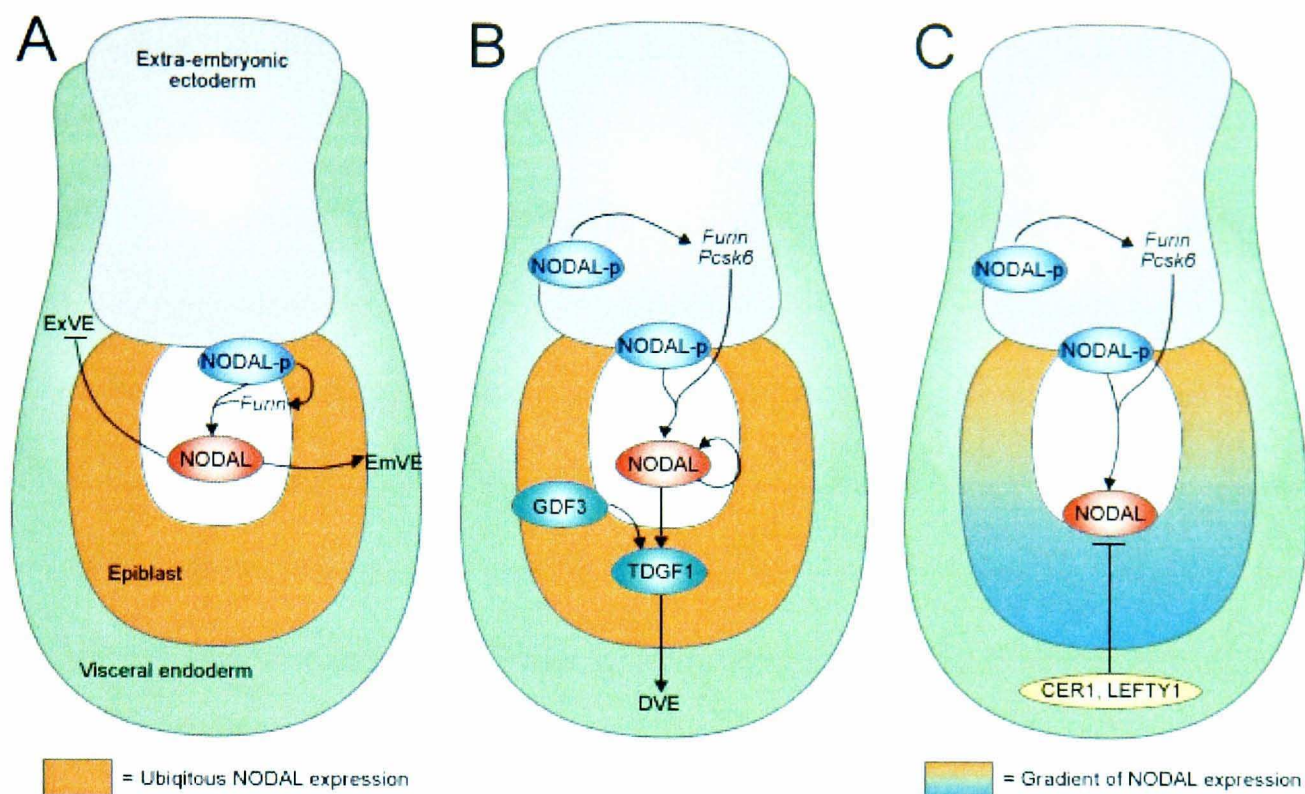 A
Extra-embryonic
ectoderm
ExVE
NODAL-p
Furin
NODAL
EmVE
Epiblast
Visceral endoderm
= Ubiqitous NODAL expression
B
Furin
Pcsk6
NODAL-p
NODAL-p
NODAL
GDF3
TDGF1
DVE
C
Furin
Pcsk6
NODAL-p
NODAL-p
NODAL
CER1, LEFTY1
= Gradient of NODAL expression